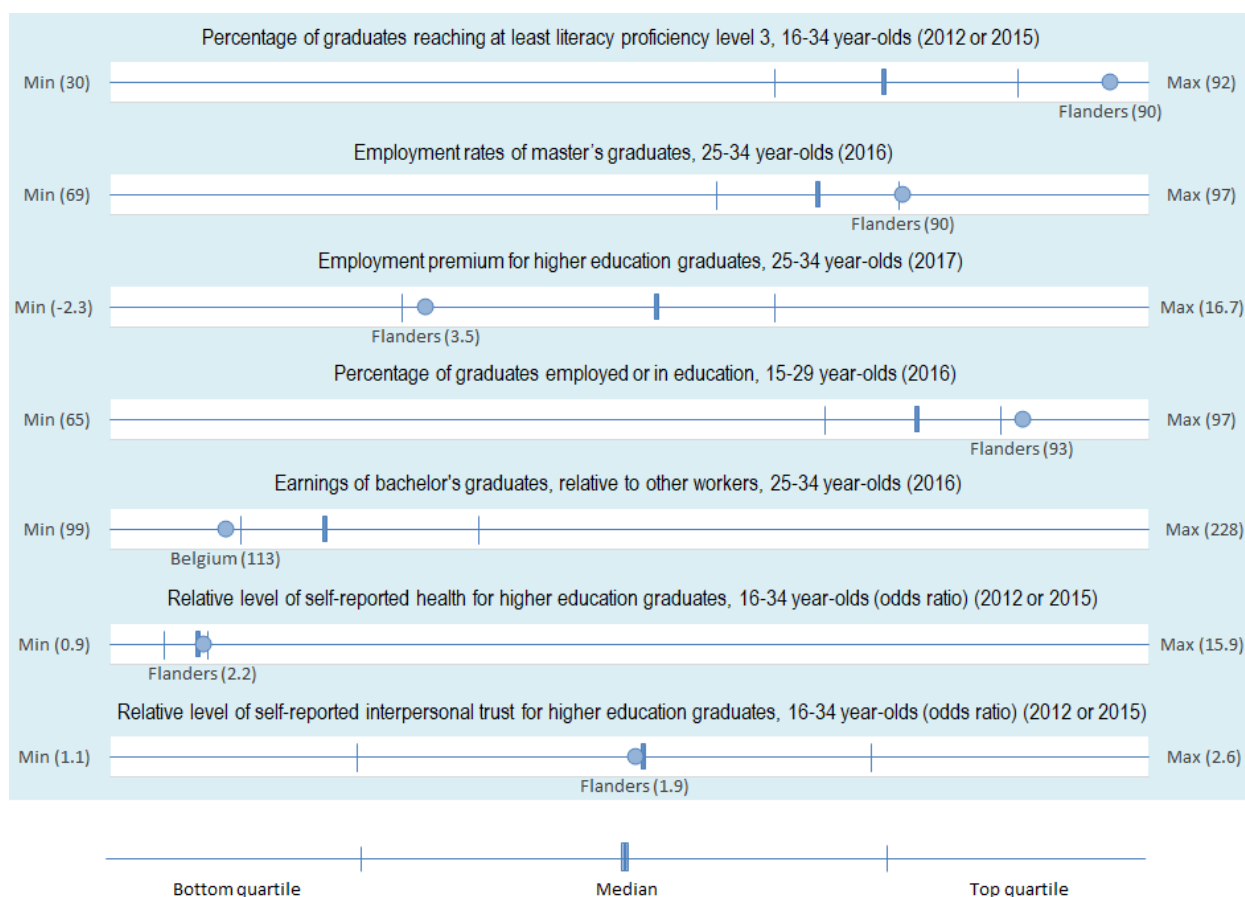 Percentage of graduates reaching at least literacy proficiency level 3, 16-34 year-olds (2012 or 2015)
Min (30)
Max (92)
Flanders (90)
Employment rates of master's graduates, 25-34 year-olds (2016)
Min (69)
Max (97)
Flanders (90)
Employment premium for higher education graduates, 25-34 year-olds (2017)
Min (-2.3)
Max (16.7)
Flanders (3.5)
Percentage of graduates employed or in education, 15-29 year-olds (2016)
Min (65)
Max (97)
Flanders (93)
Earnings of bachelor's graduates, relative to other workers, 25-34 year-olds (2016)
Min (99)
Max (228)
Belgium (113)
Relative level of self-reported health for higher education graduates, 16-34 year-olds (odds ratio) (2012 or 2015)
Min (0.9)
Max (15.9)
Flanders (2.2)
Relative level of self-reported interpersonal trust for higher education graduates, 16-34 year-olds (odds ratio) (2012 or 2015)
Min (1.1)
Max (2.6)
Flanders (1.9)
Bottom quartile Median Top quartile